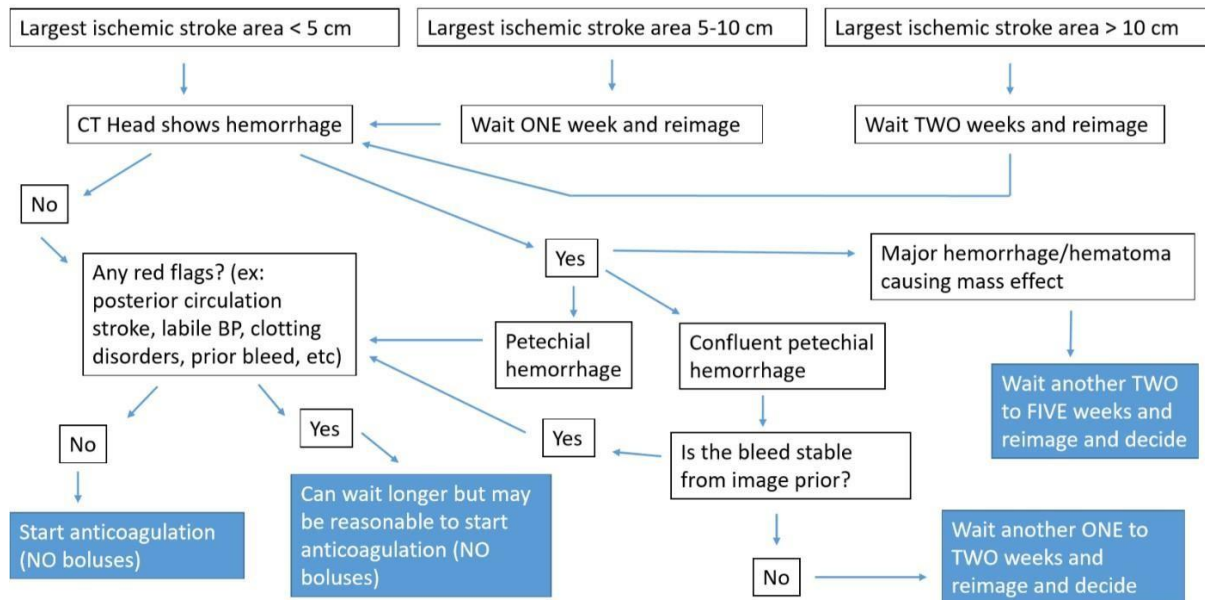 Largest ischemic stroke area < 5 cm
Largest ischemic stroke area 5-10 cm
Largest ischemic stroke area > 10 cm
CT Head shows hemorrhage
Wait ONE week and reimage
Wait TWO weeks and reimage
No
Yes
Major hemorrhage/hematoma
causing mass effect
Any red flags? (ex:
posterior circulation
stroke, labile BP, clotting
disorders, prior bleed, etc)
Petechial
hemorrhage
Confluent petechial
hemorrhage
Wait another TWO
to FIVE weeks and
reimage and decide
No
Yes
Yes
Is the bleed stable
from image prior?
Start anticoagulation
(NO boluses)
Can wait longer but may
be reasonable to start
anticoagulation (NO
boluses)
No
Wait another ONE to
TWO weeks and
reimage and decide